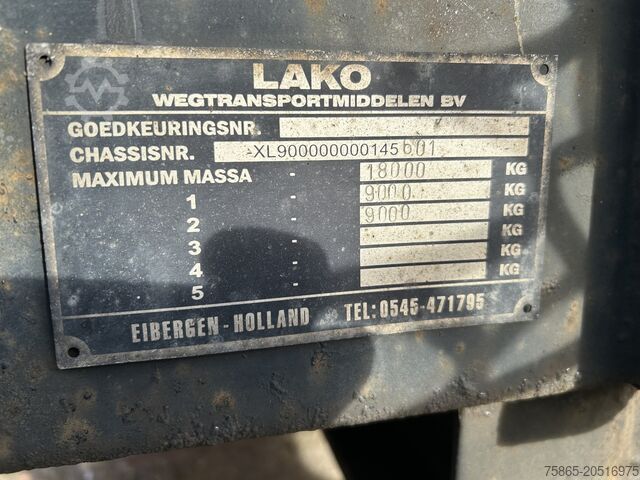 LAKO
WEGTRANSPORTMIDDELEN BV
GOEDKEURINGSNR.
CHASSISNR. -XL900000000145601
MAXIMUM MASSA - 18000 KG
1 - 9000 KG
2 - 9000 KG
3 - KG
4 - KG
5 -
EIBERGEN - HOLLAND TEL: 0545-471795
75865-20516975